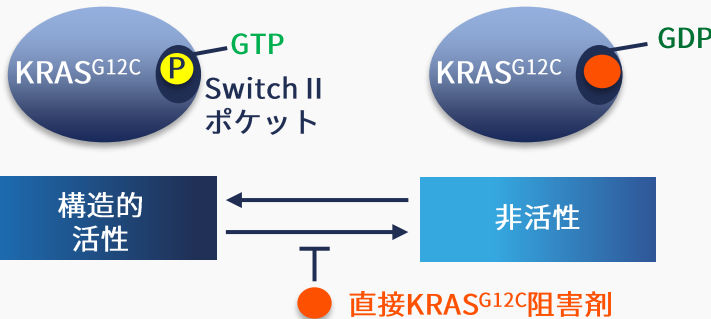 KRASG12C
P
GTP
Switch II
ポケット
KRASG12C
GDP
構造的
活性
非活性
直接KRASG12C阻害剤